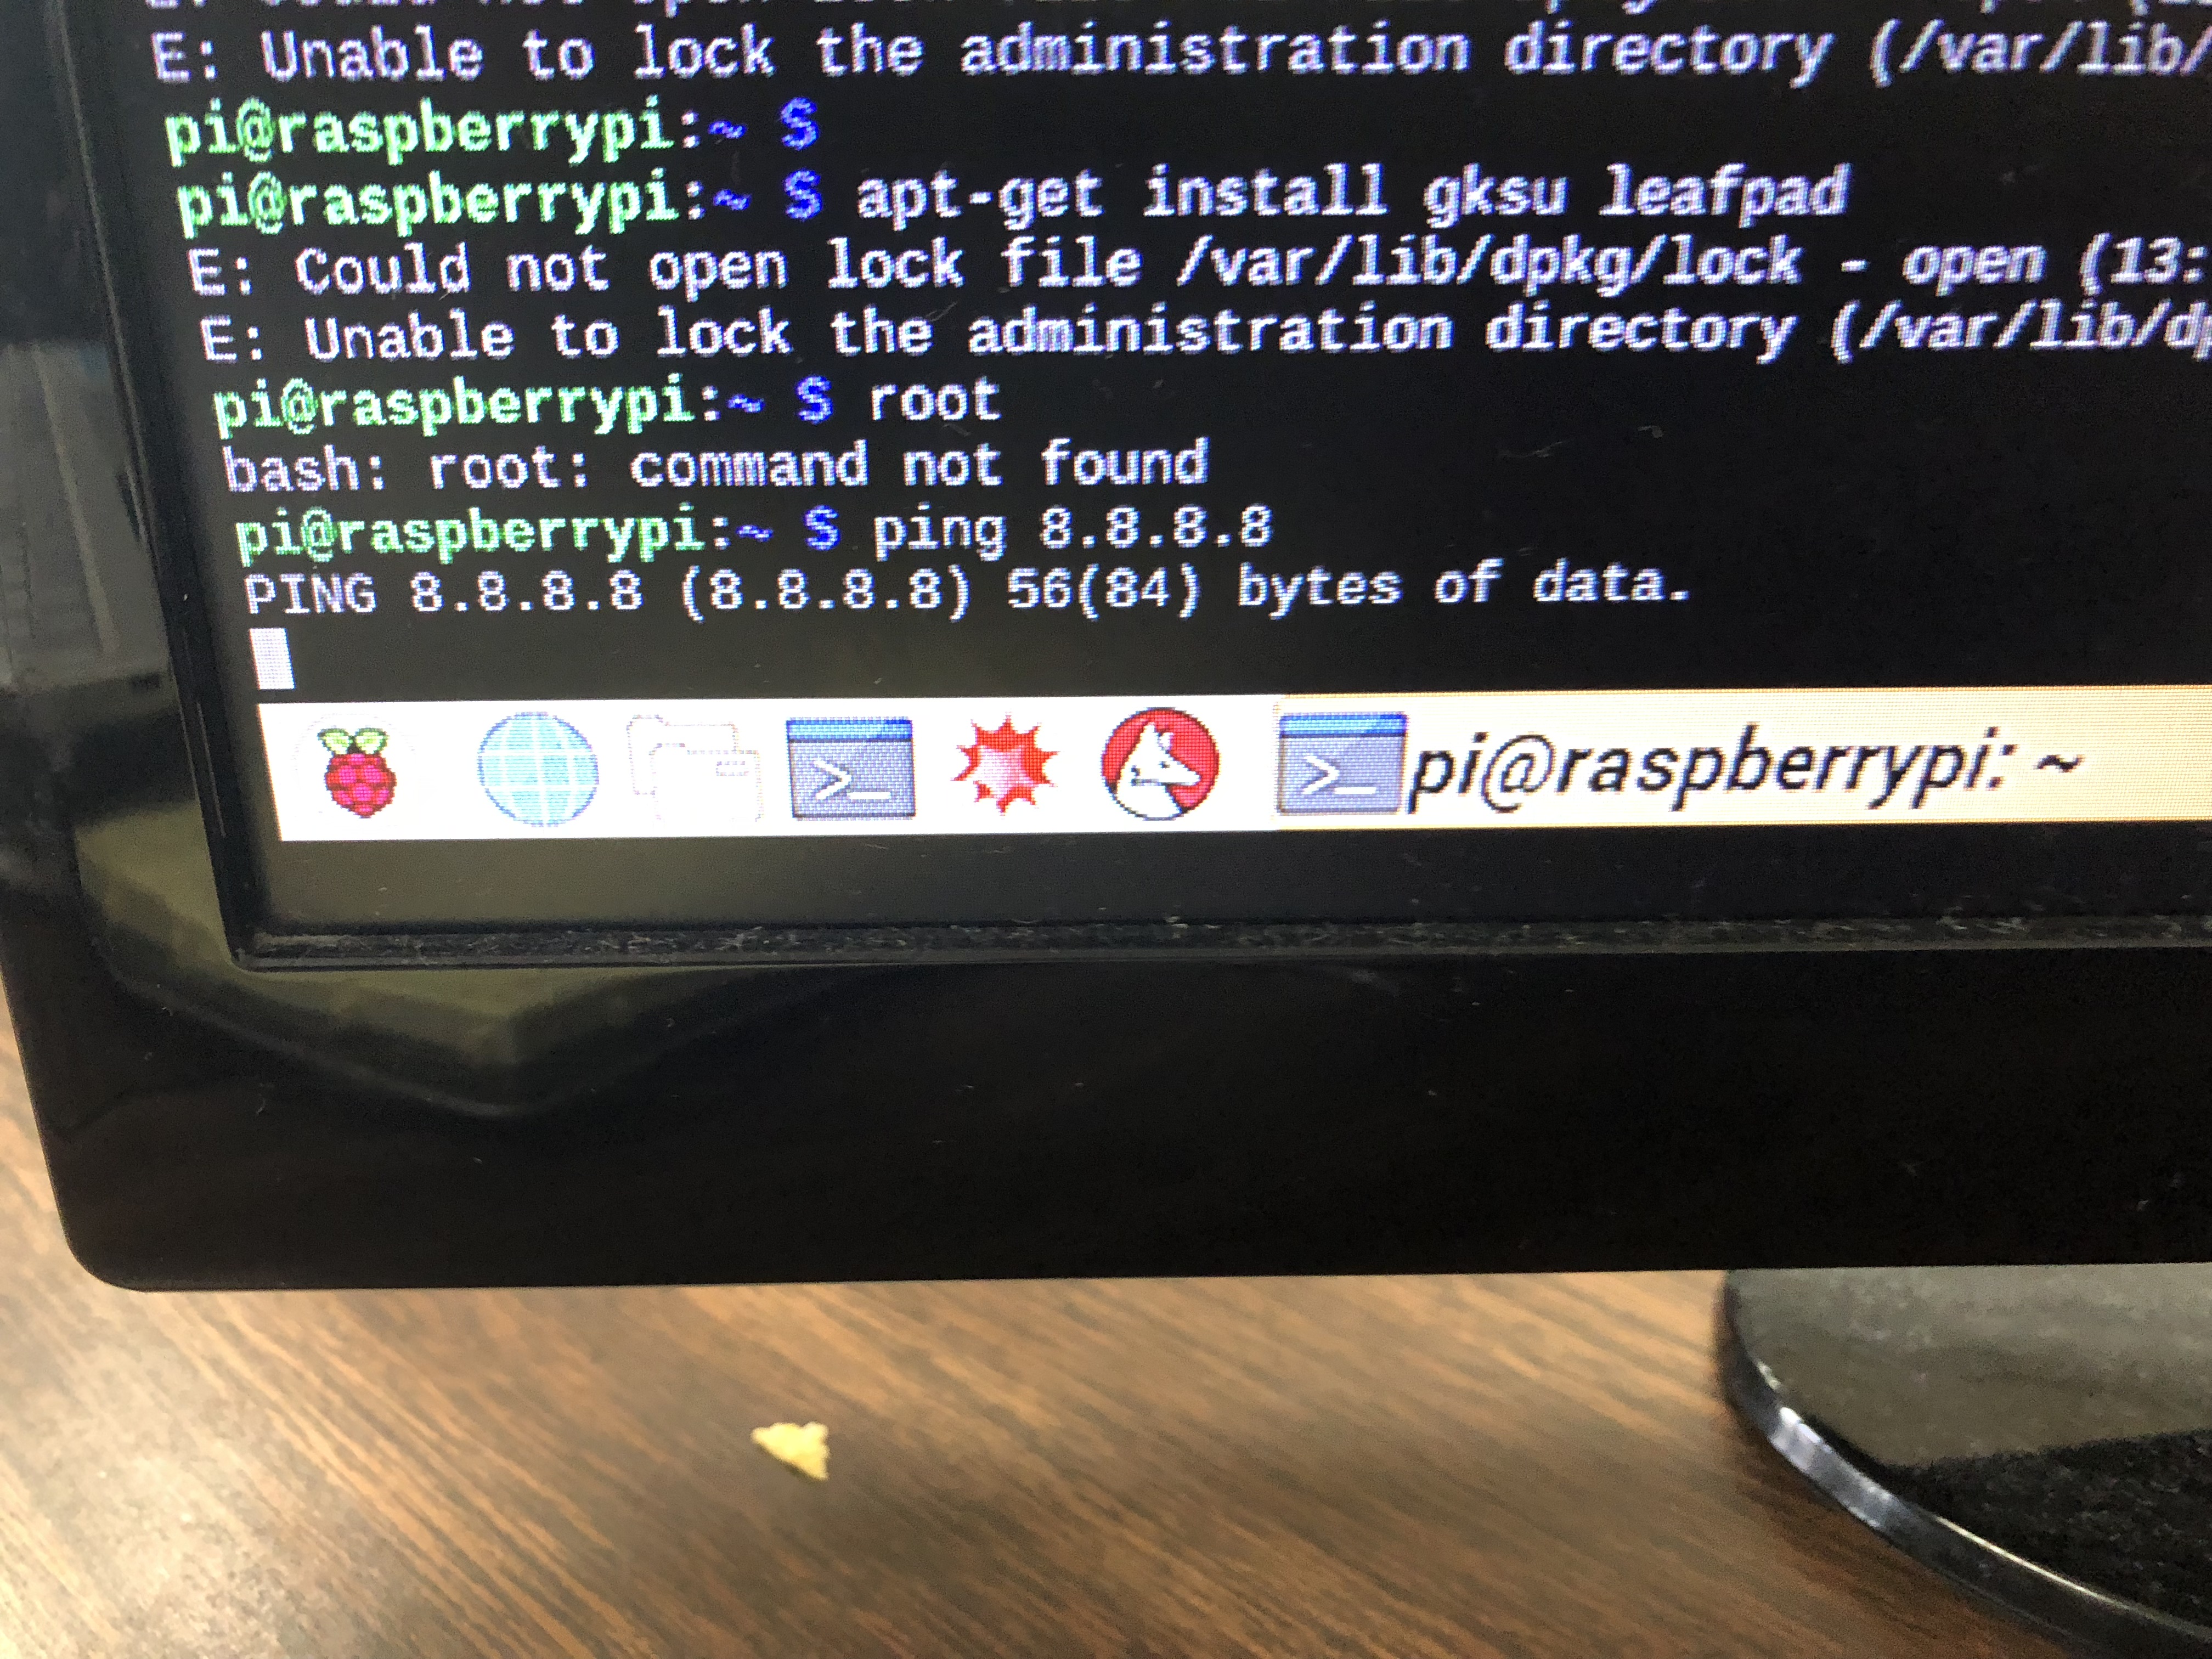 E: Unable to lock the administration directory (/var/lib/
pi@raspberrypi:~ $
pi@raspberrypi:~ $ apt-get install gksu leafpad
E: Could not open lock file /var/lib/dpkg/lock - open (13:
E: Unable to lock the administration directory (/var/lib/dp
pi@raspberrypi:~ $ root
bash: root: command not found
pi@raspberrypi:~ $ ping 8.8.8.8
PING 8.8.8.8 (8.8.8.8) 56(84) bytes of data.
>_
>_ pi@raspberrypi: ~